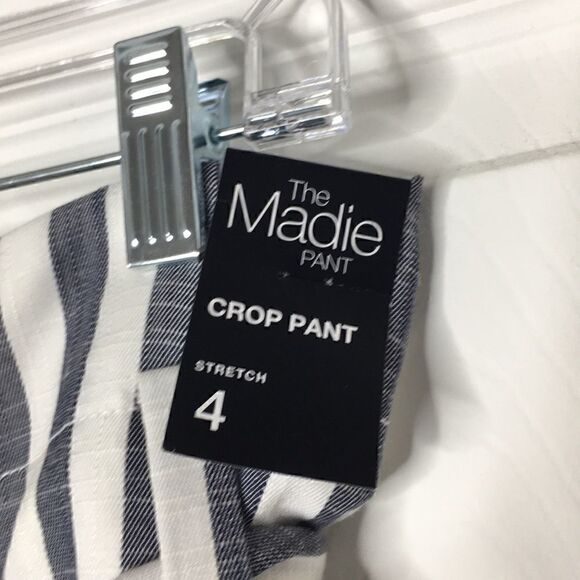 The
Madie
PANT
CROP PANT
STRETCH
4